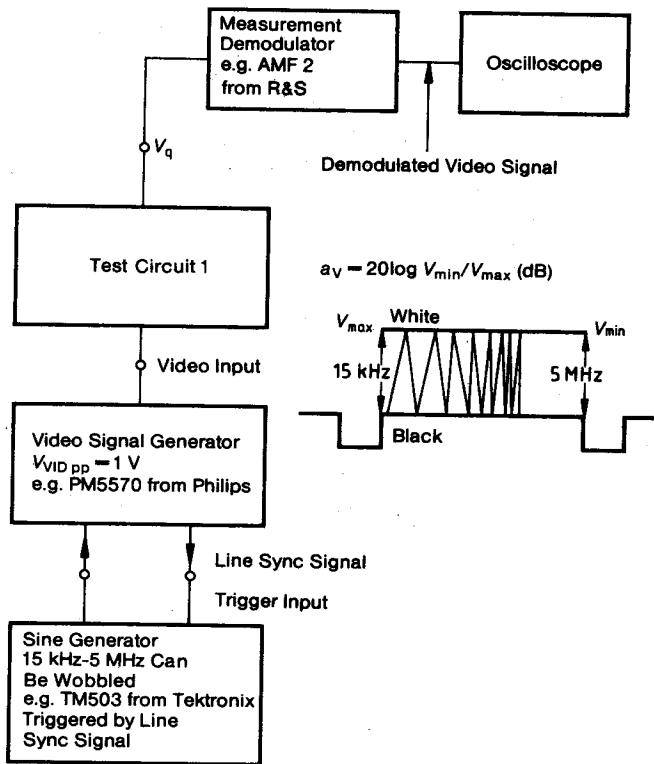 Measurement
Demodulator
e.g. AMF 2
from R&S
Oscilloscope
Vq
Demodulated Video Signal
Test Circuit 1
aV = 20log Vmin/Vmax (dB)
Vmax
White
Vmin
15 kHz
5 MHz
Black
Video Input
Video Signal Generator
VVID pp = 1 V
e.g. PM5570 from Philips
Line Sync Signal
Trigger Input
Sine Generator
15 kHz-5 MHz Can
Be Wobbled
e.g. TM503 from Tektronix
Triggered by Line
Sync Signal